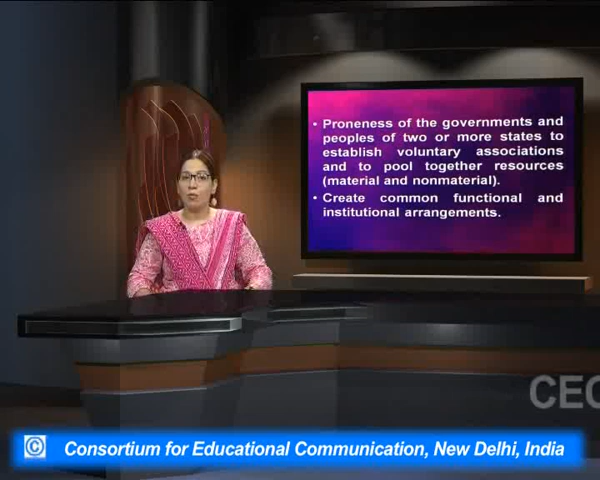 • Proneness of the governments and
peoples of two or more states to
establish voluntary associations
and to pool together resources
(material and nonmaterial).
• Create common functional and
institutional arrangements.
CEC
© Consortium for Educational Communication, New Delhi, India